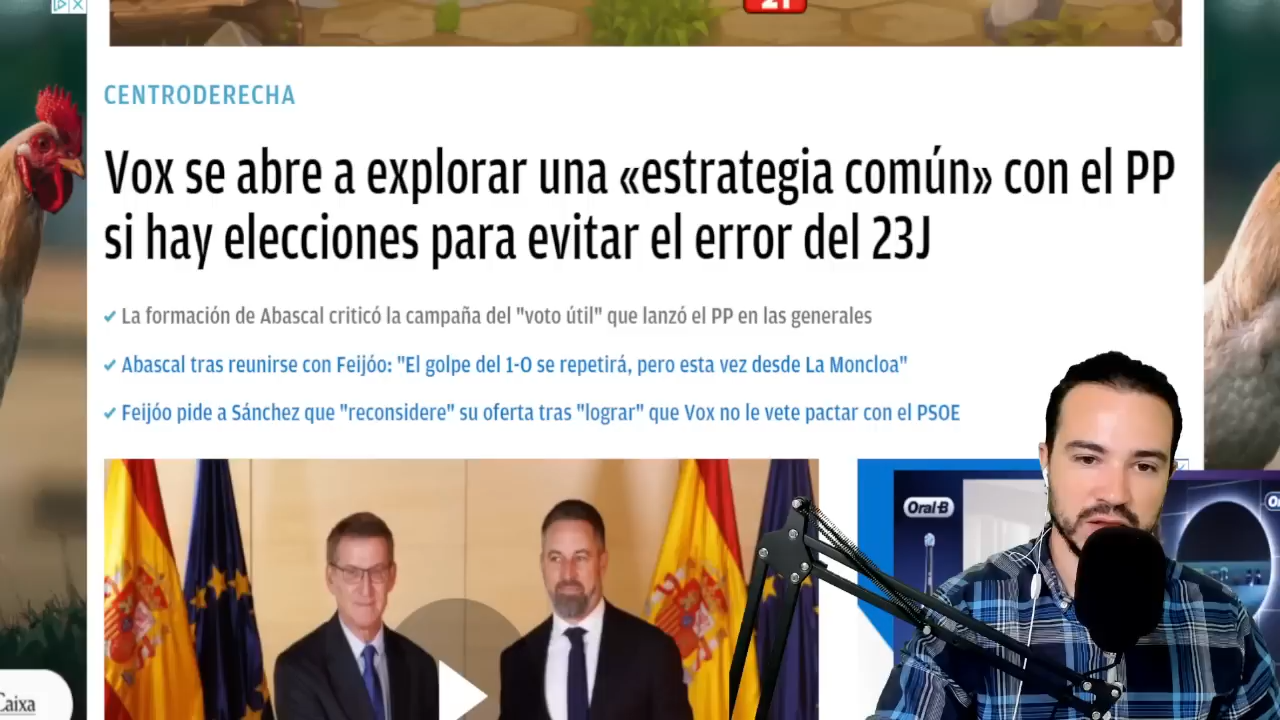 21
CENTRODERECHA
Vox se abre a explorar una «estrategia común» con el PP
si hay elecciones para evitar el error del 23J
La formación de Abascal criticó la campaña del "voto útil" que lanzó el PP en las generales
Abascal tras reunirse con Feijóo: "El golpe del 1-O se repetirá, pero esta vez desde La Moncloa"
Feijóo pide a Sánchez que "reconsidere" su oferta tras "lograr" que Vox no le vete pactar con el PSOE
Oral-B
Caixa